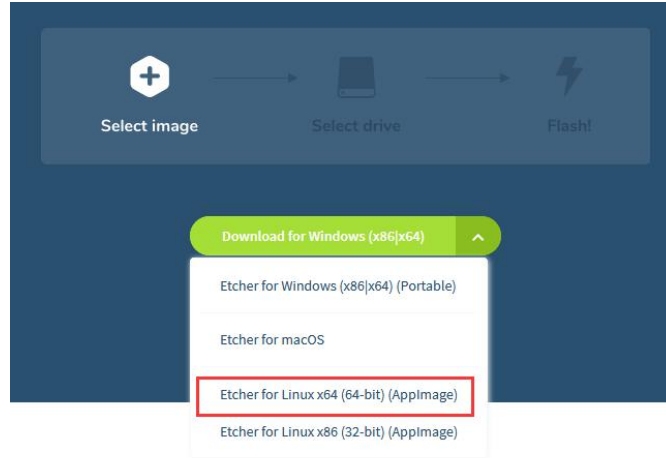 Select image
Select drive
Flash!
Download for Windows (x86|x64)
Etcher for Windows (x86|x64) (Portable)
Etcher for macOS
Etcher for Linux x64 (64-bit) (AppImage)
Etcher for Linux x86 (32-bit) (AppImage)